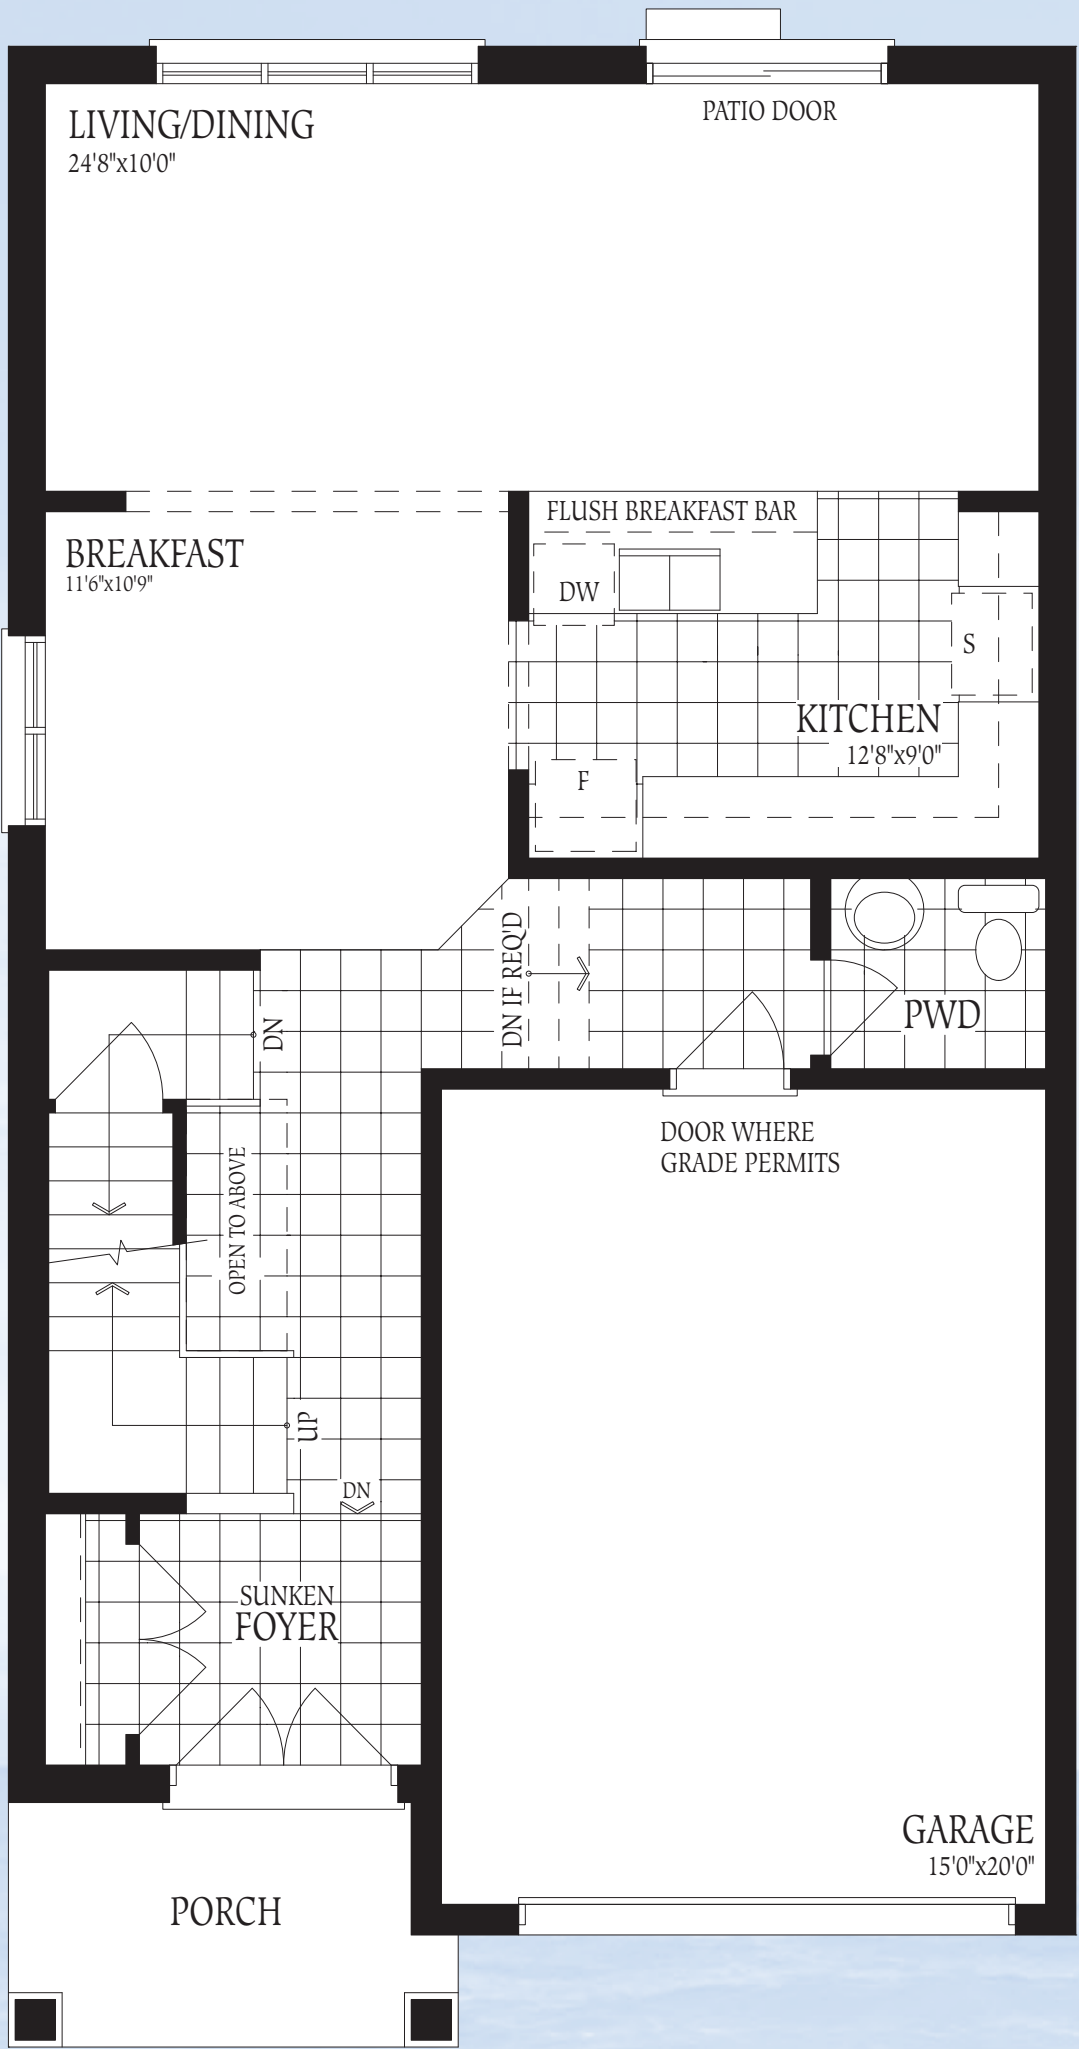 LIVING/DINING
24'8"x10'0"
PATIO DOOR
FLUSH BREAKFAST BAR
BREAKFAST
11'6"x10'9"
DW
S
KITCHEN
12'8"x9'0"
F
DN IF REQ'D
PWD
DN
DOOR WHERE
GRADE PERMITS
OPEN TO ABOVE
UP
DN
SUNKEN
FOYER
GARAGE
15'0"x20'0"
PORCH